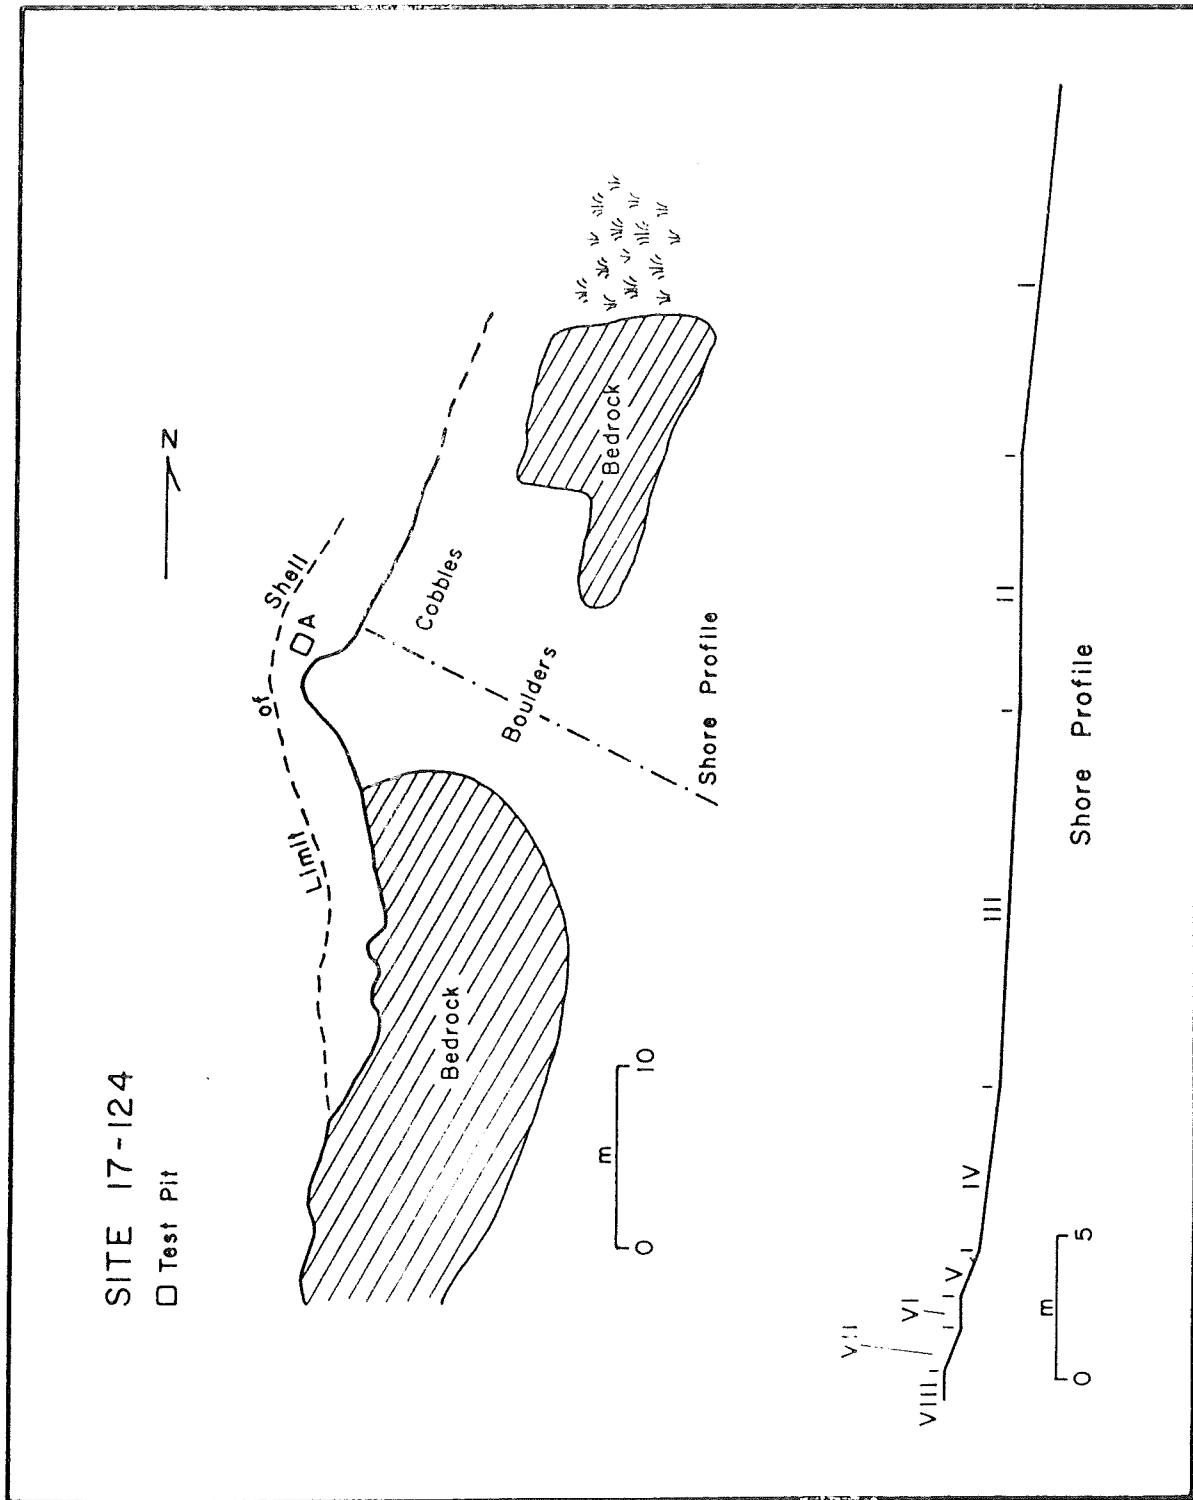 SITE 17-124
Test Pit
Limit of Shell
A
N
Cobbles
Boulders
Bedrock
Bedrock
Shore Profile
m
0 10
VIII VII VI V IV III II I
m
0 5
Shore Profile